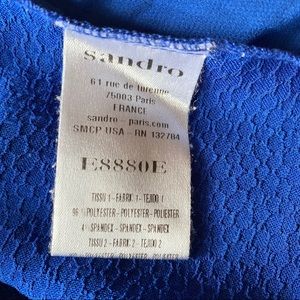 sandro
61 rue de turenne
75003 Paris
FRANCE
sandro - paris.com
SMCP USA - RN 132784
E8880E
TISSU 1 - FABRIC 1 - TEJIDO 1
96 % POLYESTER - POLYESTER - POLIESTER
4 % SPANDEX - SPANDEX - SPANDEX
TISSU 2 - FABRIC 2 - TEJIDO 2